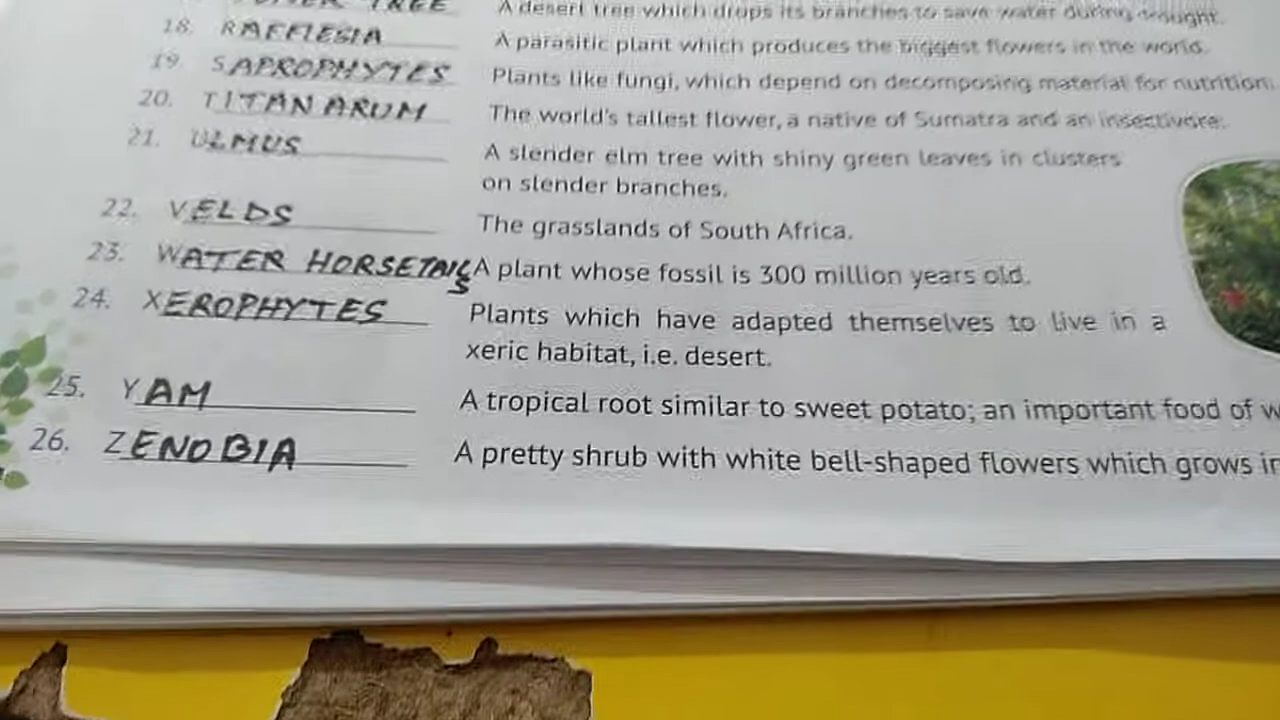 TREE A desert tree which drops its branches to save water during drought.
18. RAFFLESIA A parasitic plant which produces the biggest flowers in the world.
19. SAPROPHYTES Plants like fungi, which depend on decomposing material for nutrition.
20. TITAN ARUM The world's tallest flower, a native of Sumatra and an insectivore.
21. ULMUS A slender elm tree with shiny green leaves in clusters
on slender branches.
22. VELDS The grasslands of South Africa.
23. WATER HORSETAILS A plant whose fossil is 300 million years old.
24. XEROPHYTES Plants which have adapted themselves to live in a
xeric habitat, i.e. desert.
25. YAM A tropical root similar to sweet potato; an important food of
26. ZENOBIA A pretty shrub with white bell-shaped flowers which grows in